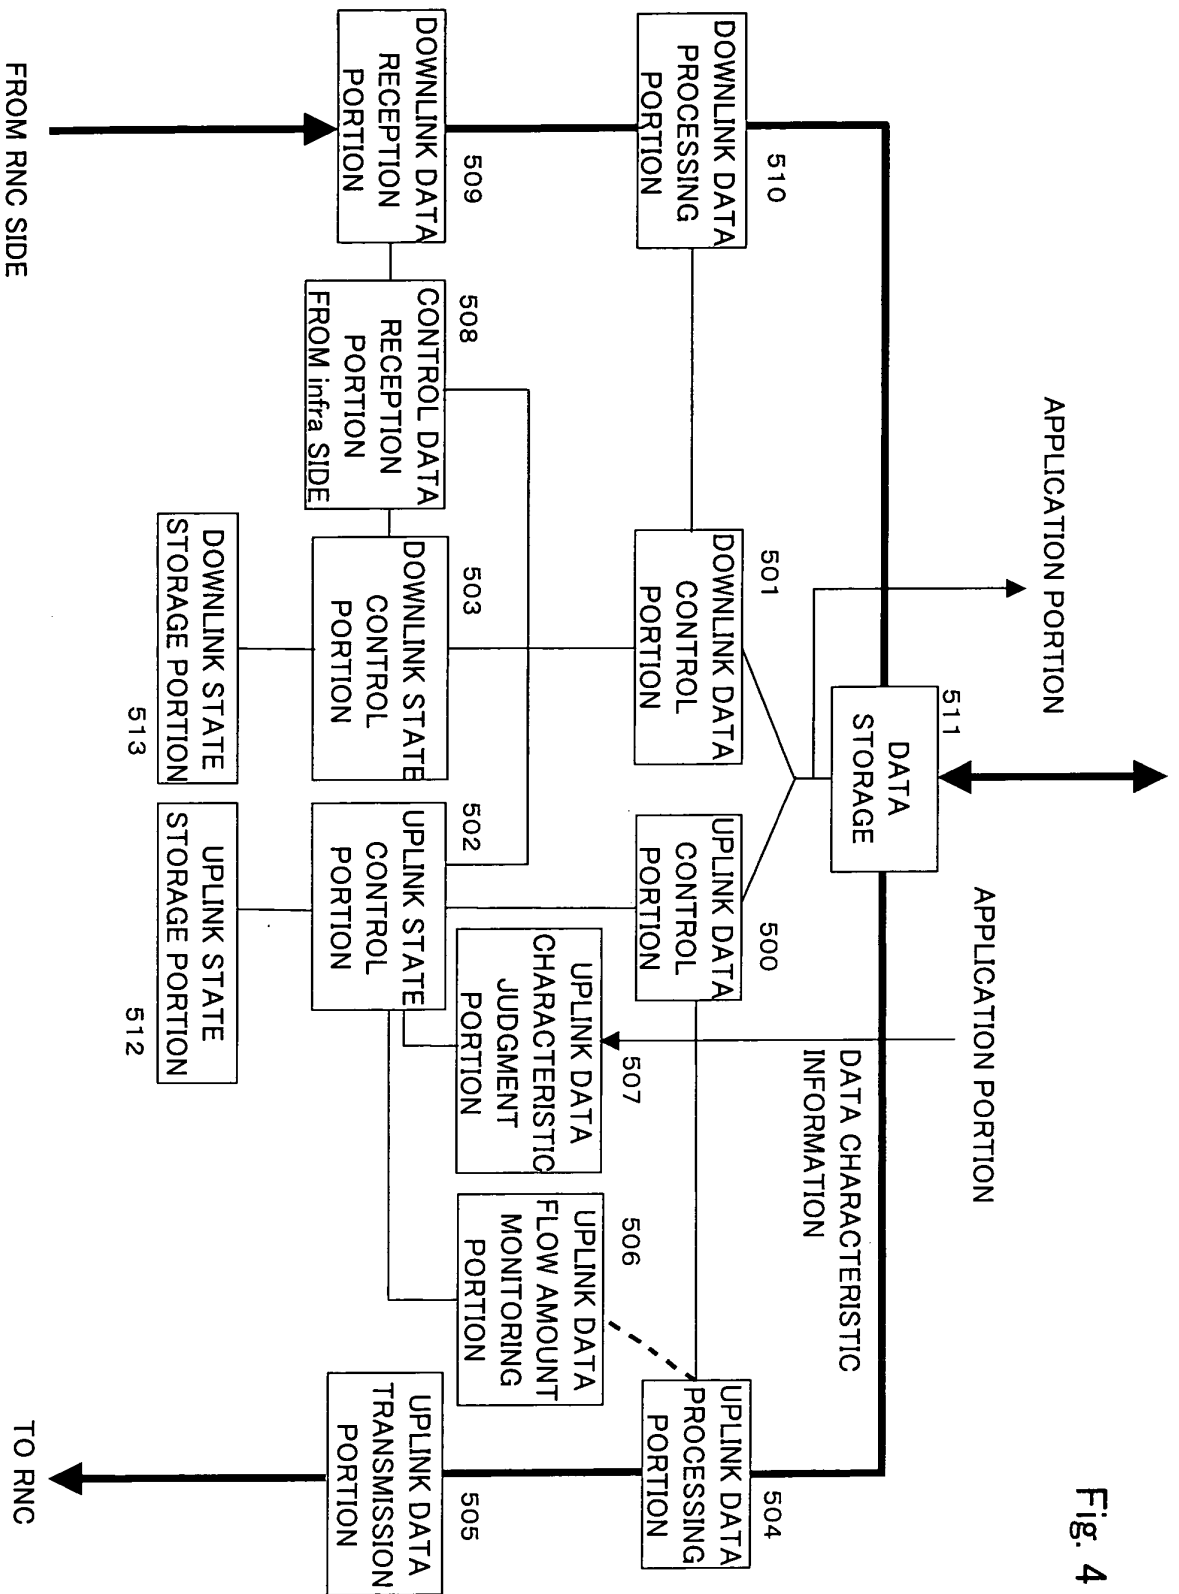 Fig. 4
APPLICATION PORTION
APPLICATION PORTION
511
DATA
STORAGE
DATA CHARACTERISTIC
INFORMATION
510
DOWNLINK DATA
PROCESSING
PORTION
501
DOWNLINK DATA
CONTROL
PORTION
500
UPLINK DATA
CONTROL
PORTION
504
UPLINK DATA
PROCESSING
PORTION
507
UPLINK DATA
CHARACTERISTIC
JUDGMENT
PORTION
506
UPLINK DATA
FLOW AMOUNT
MONITORING
PORTION
509
DOWNLINK DATA
RECEPTION
PORTION
508
CONTROL DATA
RECEPTION
PORTION
FROM infra SIDE
503
DOWNLINK STATE
CONTROL
PORTION
502
UPLINK STATE
CONTROL
PORTION
505
UPLINK DATA
TRANSMISSION
PORTION
DOWNLINK STATE
STORAGE PORTION
513
UPLINK STATE
STORAGE PORTION
512
FROM RNC SIDE
TO RNC